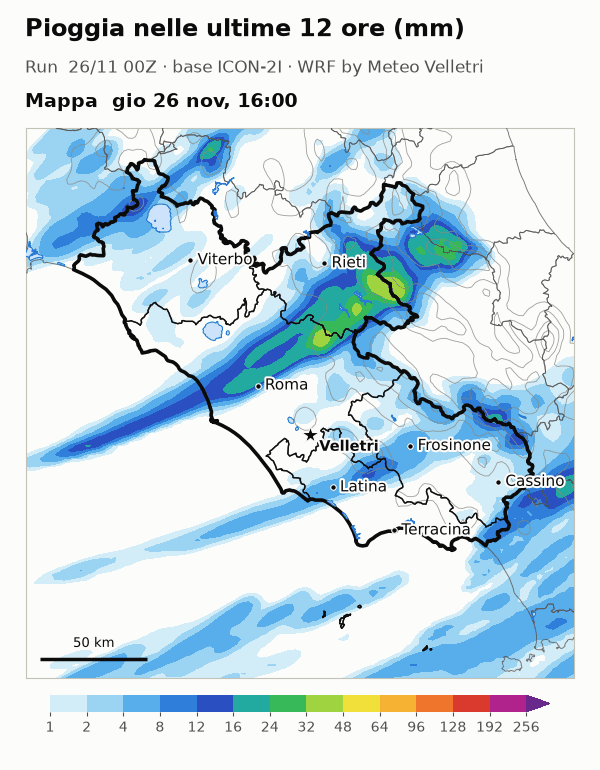 Pioggia nelle ultime 12 ore (mm)
Run  26/11 00Z · base ICON-2I · WRF by Meteo Velletri
Mappa  gio 26 nov, 16:00
Viterbo
Rieti
Roma
Velletri
Frosinone
Cassino
Latina
Terracina
50 km
1 2 4 8 12 16 24 32 48 64 96 128 192 256